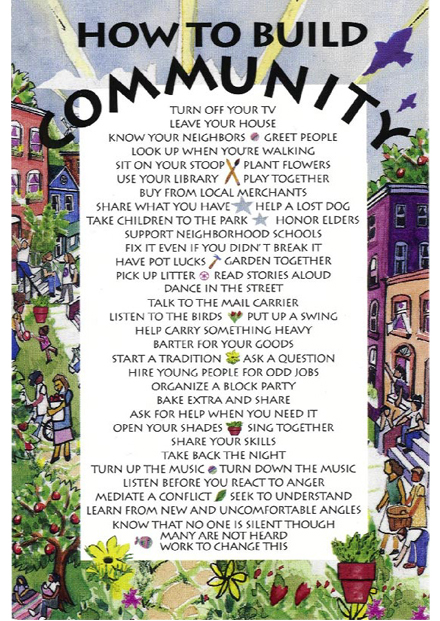 HOW TO BUILD
COMMUNITY
TURN OFF YOUR TV
LEAVE YOUR HOUSE
KNOW YOUR NEIGHBORS GREET PEOPLE
LOOK UP WHEN YOU'RE WALKING
SIT ON YOUR STOOP PLANT FLOWERS
USE YOUR LIBRARY PLAY TOGETHER
BUY FROM LOCAL MERCHANTS
SHARE WHAT YOU HAVE HELP A LOST DOG
TAKE CHILDREN TO THE PARK HONOR ELDERS
SUPPORT NEIGHBORHOOD SCHOOLS
FIX IT EVEN IF YOU DIDN'T BREAK IT
HAVE POT LUCKS GARDEN TOGETHER
PICK UP LITTER READ STORIES ALOUD
DANCE IN THE STREET
TALK TO THE MAIL CARRIER
LISTEN TO THE BIRDS PUT UP A SWING
HELP CARRY SOMETHING HEAVY
BARTER FOR YOUR GOODS
START A TRADITION ASK A QUESTION
HIRE YOUNG PEOPLE FOR ODD JOBS
ORGANIZE A BLOCK PARTY
BAKE EXTRA AND SHARE
ASK FOR HELP WHEN YOU NEED IT
OPEN YOUR SHADES SING TOGETHER
SHARE YOUR SKILLS
TAKE BACK THE NIGHT
TURN UP THE MUSIC TURN DOWN THE MUSIC
LISTEN BEFORE YOU REACT TO ANGER
MEDIATE A CONFLICT SEEK TO UNDERSTAND
LEARN FROM NEW AND UNCOMFORTABLE ANGLES
KNOW THAT NO ONE IS SILENT THOUGH
MANY ARE NOT HEARD
WORK TO CHANGE THIS